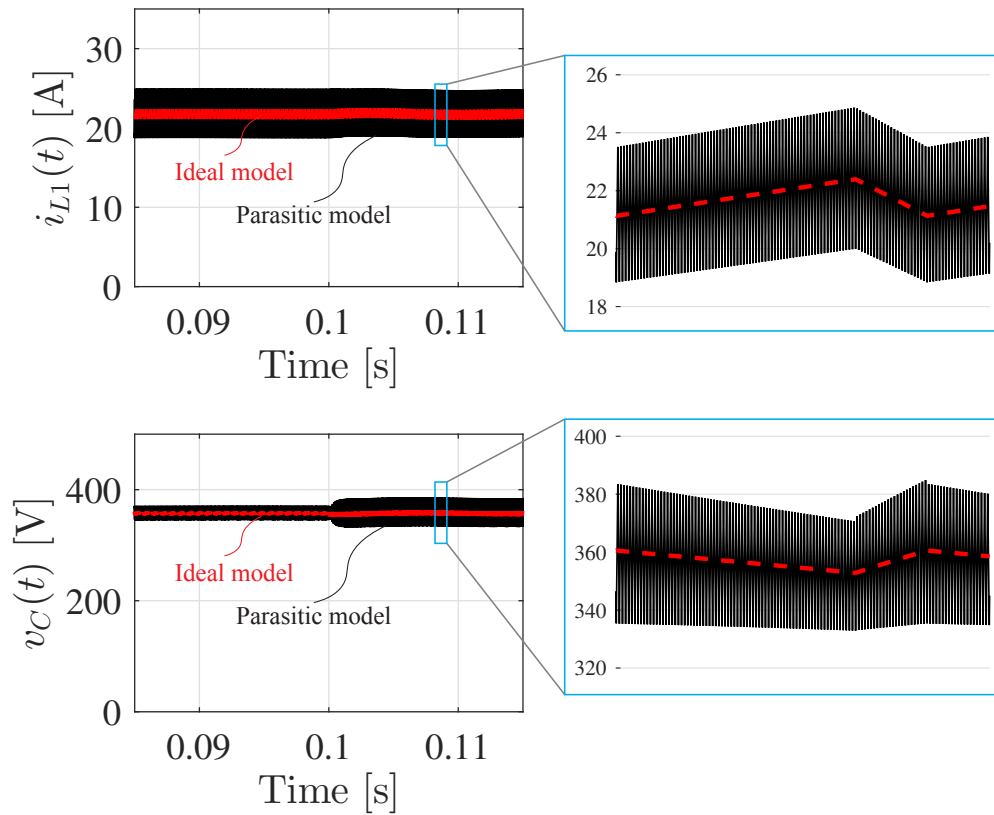 i_{L1}(t) [A]
30
20
10
0
Ideal model
Parasitic model
0.09 0.1 0.11
Time [s]
26
24
22
20
18
v_C(t) [V]
400
200
0
Ideal model
Parasitic model
0.09 0.1 0.11
Time [s]
400
380
360
340
320